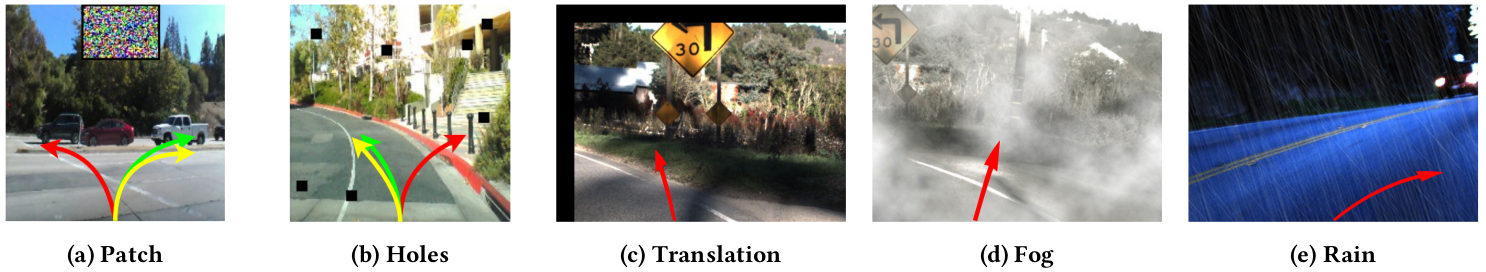 30
30
(a) Patch
(b) Holes
(c) Translation
(d) Fog
(e) Rain